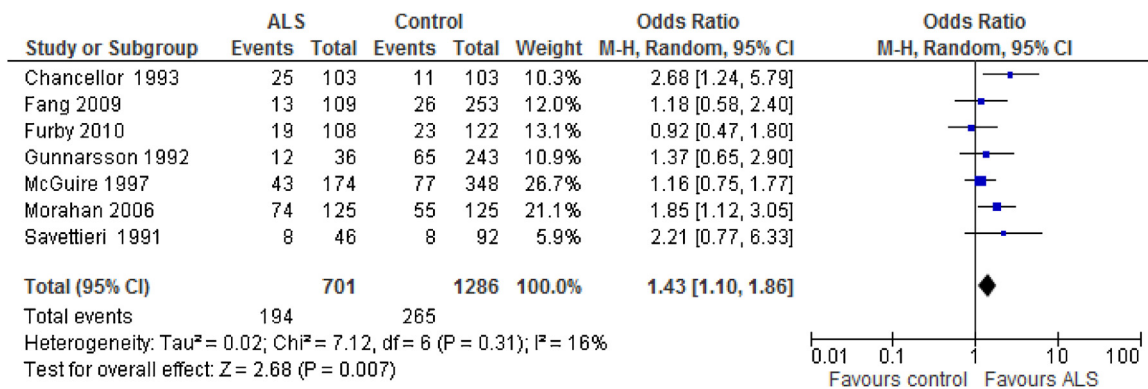 ALS Control Odds Ratio Odds Ratio
Study or Subgroup Events Total Events Total Weight M-H, Random, 95% CI M-H, Random, 95% CI
Chancellor 1993 25 103 11 103 10.3% 2.68 [1.24, 5.79]
Fang 2009 13 109 26 253 12.0% 1.18 [0.58, 2.40]
Furby 2010 19 108 23 122 13.1% 0.92 [0.47, 1.80]
Gunnarsson 1992 12 36 65 243 10.9% 1.37 [0.65, 2.90]
McGuire 1997 43 174 77 348 26.7% 1.16 [0.75, 1.77]
Morahan 2006 74 125 55 125 21.1% 1.85 [1.12, 3.05]
Savettieri 1991 8 46 8 92 5.9% 2.21 [0.77, 6.33]
Total (95% CI) 701 1286 100.0% 1.43 [1.10, 1.86]
Total events 194 265
Heterogeneity: Tau² = 0.02; Chi² = 7.12, df = 6 (P = 0.31); I² = 16%
Test for overall effect: Z = 2.68 (P = 0.007)
0.01 0.1 1 10 100
Favours control Favours ALS